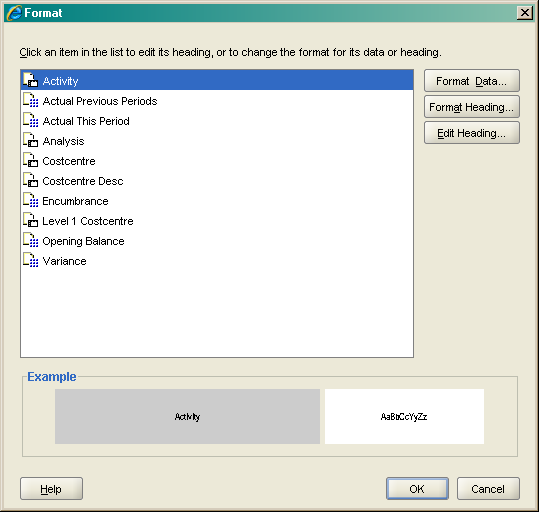 Format
Click an item in the list to edit its heading, or to change the format for its data or heading.
Activity
Actual Previous Periods
Actual This Period
Analysis
Costcentre
Costcentre Desc
Encumbrance
Level 1 Costcentre
Opening Balance
Variance
Format Data...
Format Heading...
Edit Heading...
Example
Activity
AaBbCcYyZz
Help
OK
Cancel